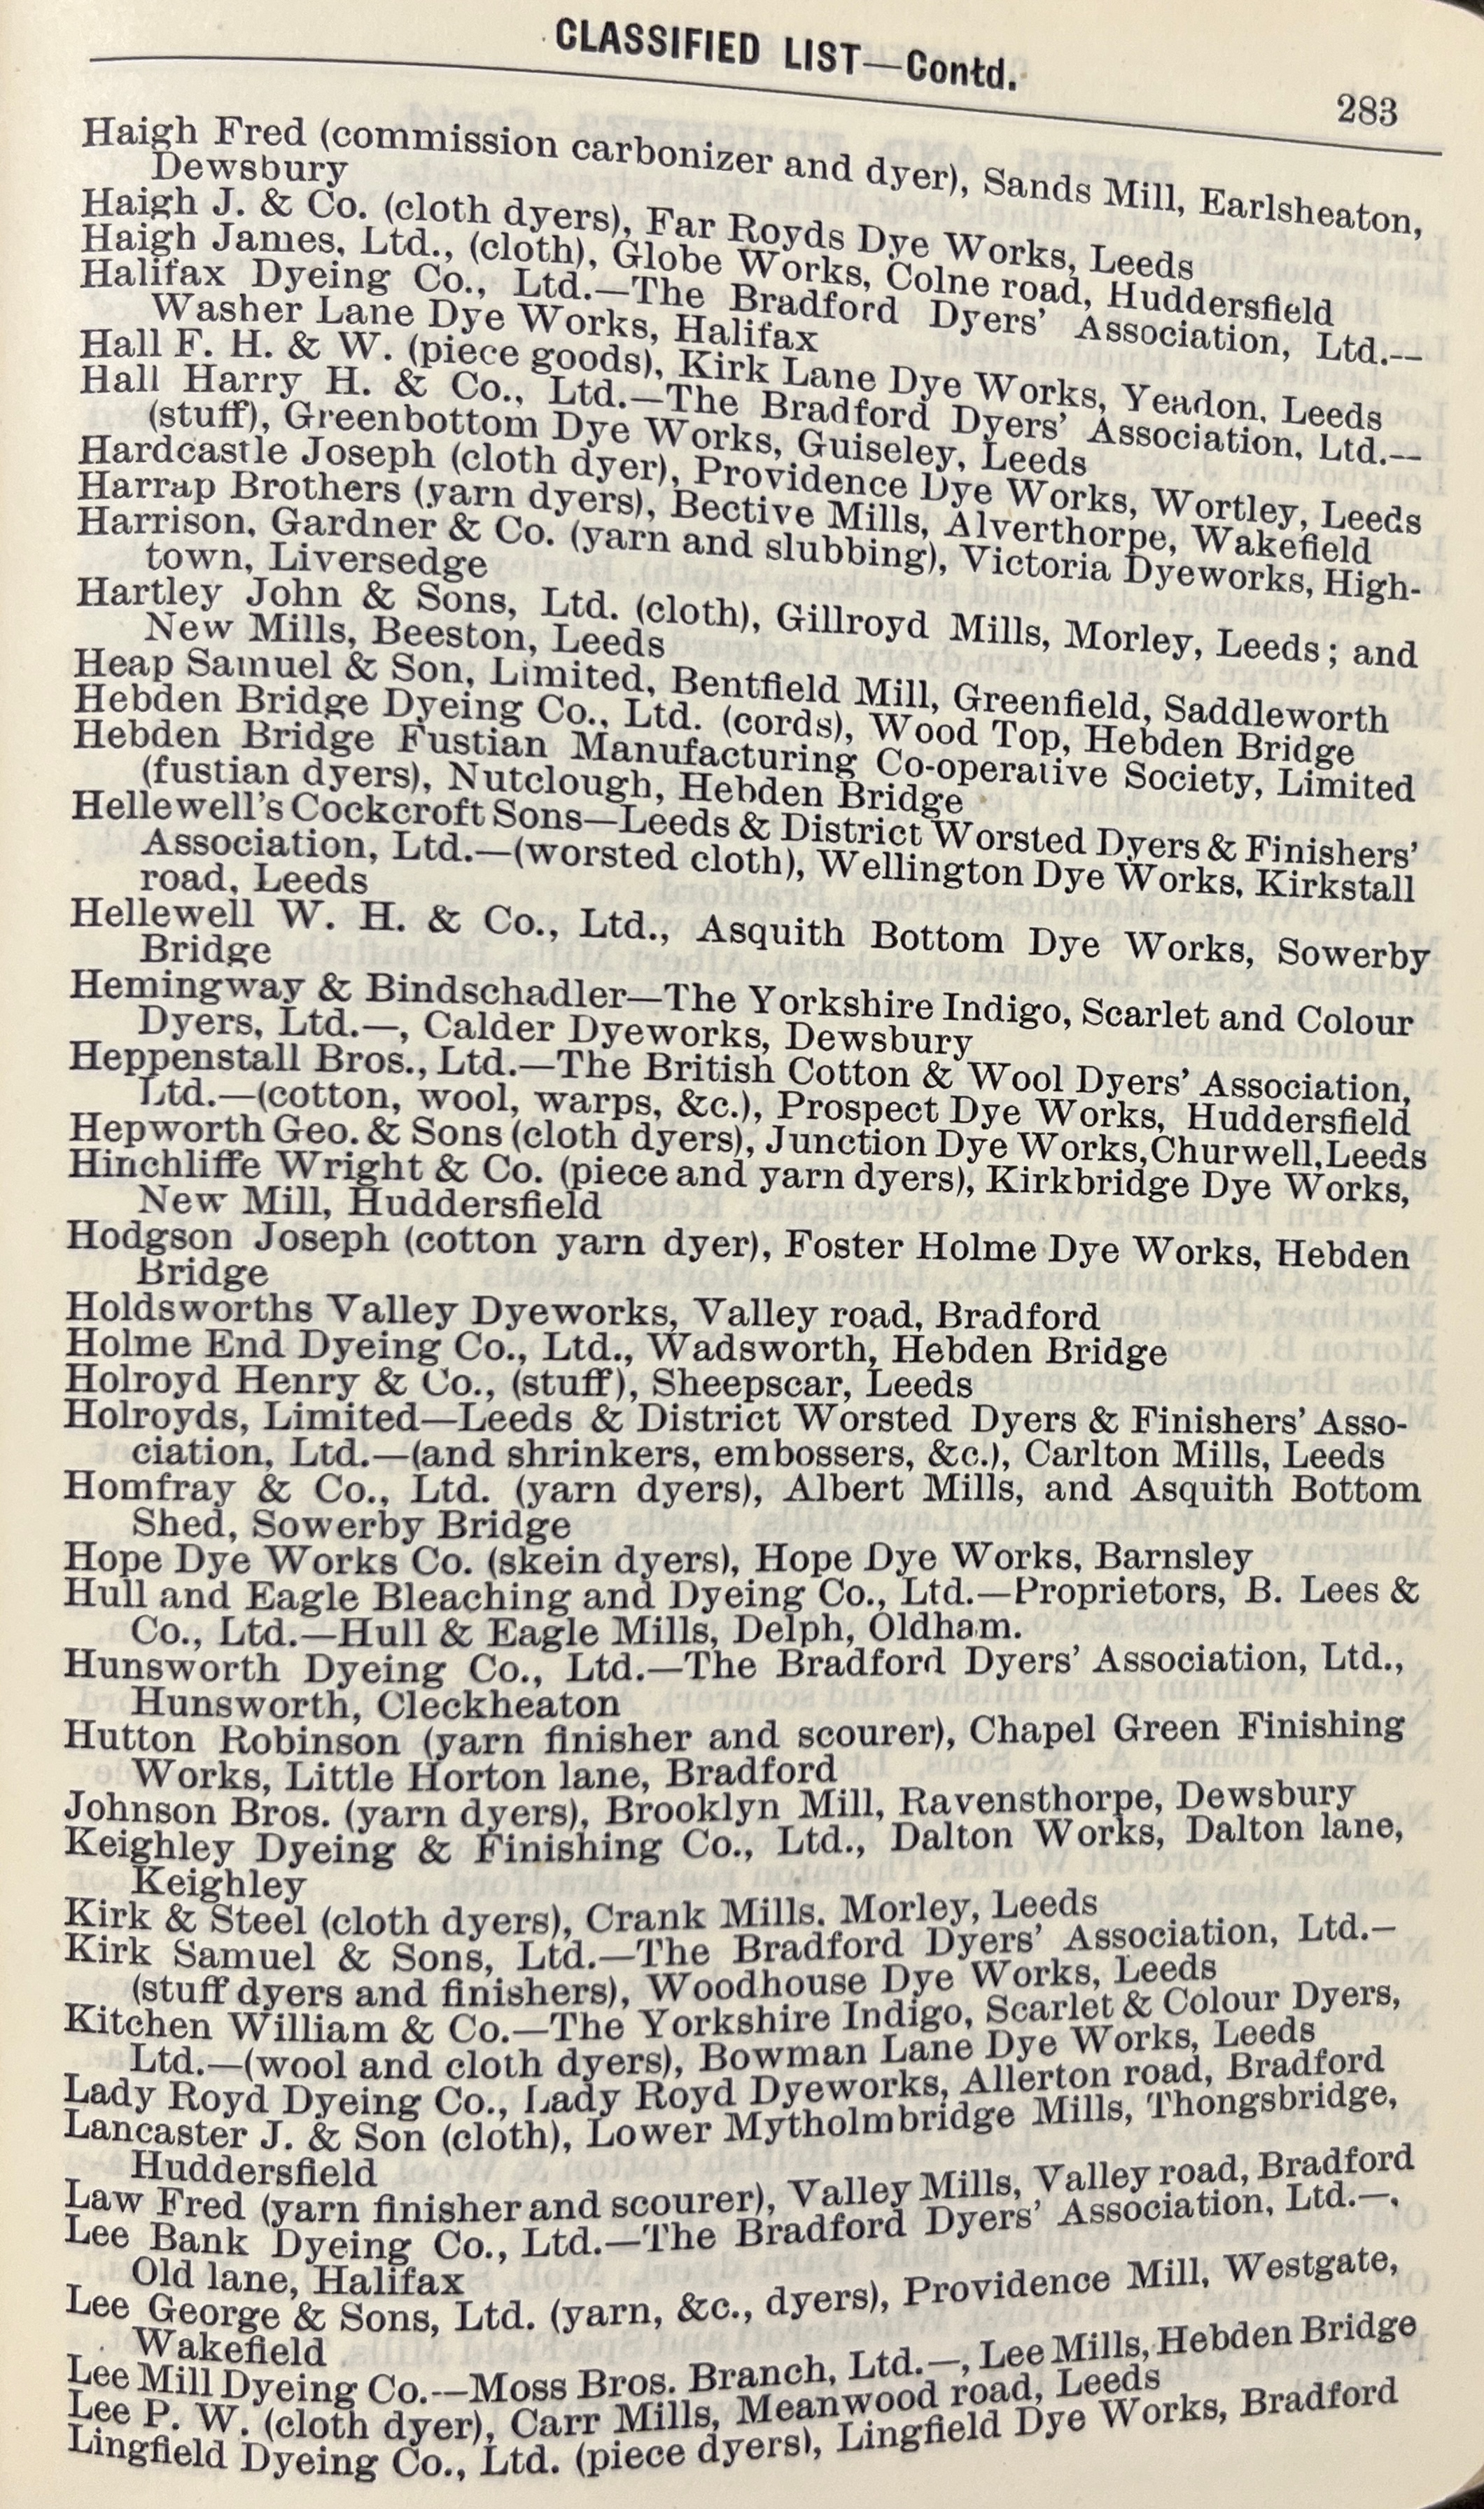 CLASSIFIED LIST—Contd.
283
Haigh Fred (commission carbonizer and dyer), Sands Mill, Earlsheaton,
Dewsbury
Haigh J. & Co. (cloth dyers), Far Royds Dye Works, Leeds
Haigh James, Ltd., (cloth), Globe Works, Colne road, Huddersfield
Halifax Dyeing Co., Ltd.—The Bradford Dyers' Association, Ltd.—
Washer Lane Dye Works, Halifax
Hall F. H. & W. (piece goods), Kirk Lane Dye Works, Yeadon, Leeds
Hall Harry H. & Co., Ltd.—The Bradford Dyers' Association, Ltd.—
(stuff), Greenbottom Dye Works, Guiseley, Leeds
Hardcastle Joseph (cloth dyer), Providence Dye Works, Wortley, Leeds
Harrap Brothers (yarn dyers), Bective Mills, Alverthorpe, Wakefield
Harrison, Gardner & Co. (yarn and slubbing), Victoria Dyeworks, High-
town, Liversedge
Hartley John & Sons, Ltd. (cloth), Gillroyd Mills, Morley, Leeds; and
New Mills, Beeston, Leeds
Heap Samuel & Son, Limited, Bentfield Mill, Greenfield, Saddleworth
Hebden Bridge Dyeing Co., Ltd. (cords), Wood Top, Hebden Bridge
Hebden Bridge Fustian Manufacturing Co-operative Society, Limited
(fustian dyers), Nutclough, Hebden Bridge
Hellewell's Cockcroft Sons—Leeds & District Worsted Dyers & Finishers'
Association, Ltd.—(worsted cloth), Wellington Dye Works, Kirkstall
road, Leeds
Hellewell W. H. & Co., Ltd., Asquith Bottom Dye Works, Sowerby
Bridge
Hemingway & Bindschadler—The Yorkshire Indigo, Scarlet and Colour
Dyers, Ltd.—, Calder Dyeworks, Dewsbury
Heppenstall Bros., Ltd.—The British Cotton & Wool Dyers' Association,
Ltd.—(cotton, wool, warps, &c.), Prospect Dye Works, Huddersfield
Hepworth Geo. & Sons (cloth dyers), Junction Dye Works, Churwell, Leeds
Hinchliffe Wright & Co. (piece and yarn dyers), Kirkbridge Dye Works,
New Mill, Huddersfield
Hodgson Joseph (cotton yarn dyer), Foster Holme Dye Works, Hebden
Bridge
Holdsworths Valley Dyeworks, Valley road, Bradford
Holme End Dyeing Co., Ltd., Wadsworth, Hebden Bridge
Holroyd Henry & Co., (stuff), Sheepscar, Leeds
Holroyds, Limited—Leeds & District Worsted Dyers & Finishers' Asso-
ciation, Ltd.—(and shrinkers, embossers, &c.), Carlton Mills, Leeds
Homfray & Co., Ltd. (yarn dyers), Albert Mills, and Asquith Bottom
Shed, Sowerby Bridge
Hope Dye Works Co. (skein dyers), Hope Dye Works, Barnsley
Hull and Eagle Bleaching and Dyeing Co., Ltd.—Proprietors, B. Lees &
Co., Ltd.—Hull & Eagle Mills, Delph, Oldham.
Hunsworth Dyeing Co., Ltd.—The Bradford Dyers' Association, Ltd.,
Hunsworth, Cleckheaton
Hutton Robinson (yarn finisher and scourer), Chapel Green Finishing
Works, Little Horton lane, Bradford
Johnson Bros. (yarn dyers), Brooklyn Mill, Ravensthorpe, Dewsbury
Keighley Dyeing & Finishing Co., Ltd., Dalton Works, Dalton lane,
Keighley
Kirk & Steel (cloth dyers), Crank Mills, Morley, Leeds
Kirk Samuel & Sons, Ltd.—The Bradford Dyers' Association, Ltd.—
(stuff dyers and finishers), Woodhouse Dye Works, Leeds
Kitchen William & Co.—The Yorkshire Indigo, Scarlet & Colour Dyers,
Ltd.—(wool and cloth dyers), Bowman Lane Dye Works, Leeds
Lady Royd Dyeing Co., Lady Royd Dyeworks, Allerton road, Bradford
Lancaster J. & Son (cloth), Lower Mytholmbridge Mills, Thongsbridge,
Huddersfield
Law Fred (yarn finisher and scourer), Valley Mills, Valley road, Bradford
Lee Bank Dyeing Co., Ltd.—The Bradford Dyers' Association, Ltd.—,
Old lane, Halifax
Lee George & Sons, Ltd. (yarn, &c., dyers), Providence Mill, Westgate,
Wakefield
Lee Mill Dyeing Co.—Moss Bros. Branch, Ltd.—, Lee Mills, Hebden Bridge
Lee P. W. (cloth dyer), Carr Mills, Meanwood road, Leeds
Lingfield Dyeing Co., Ltd. (piece dyers), Lingfield Dye Works, Bradford